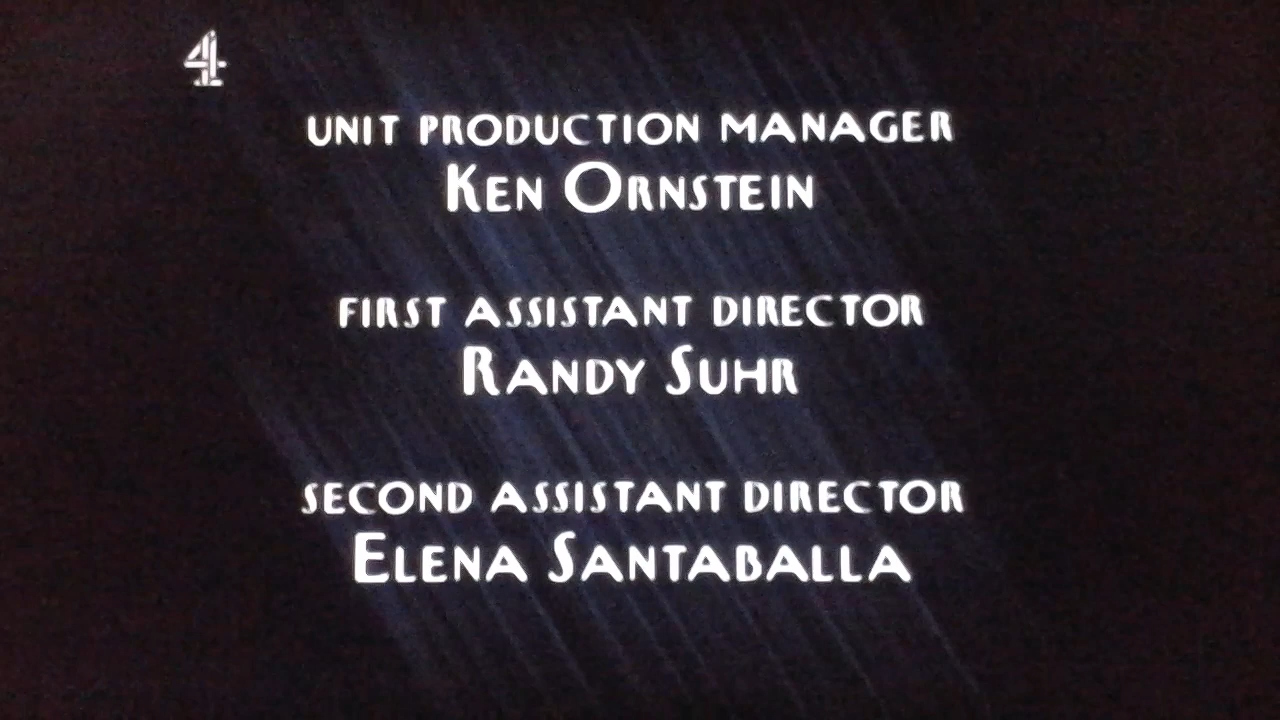 4
UNIT PRODUCTION MANAGER
KEN ORNSTEIN
FIRST ASSISTANT DIRECTOR
RANDY SUHR
SECOND ASSISTANT DIRECTOR
ELENA SANTABALLA